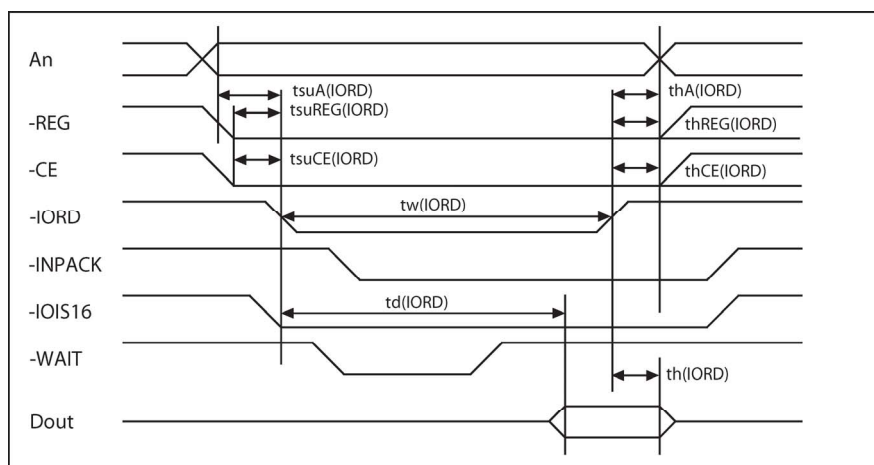 An
tsuA(IORD)
thA(IORD)
tsuREG(IORD)
-REG
thREG(IORD)
tsuCE(IORD)
-CE
thCE(IORD)
tw(IORD)
-IORD
-INPACK
td(IORD)
-IOIS16
-WAIT
th(IORD)
Dout